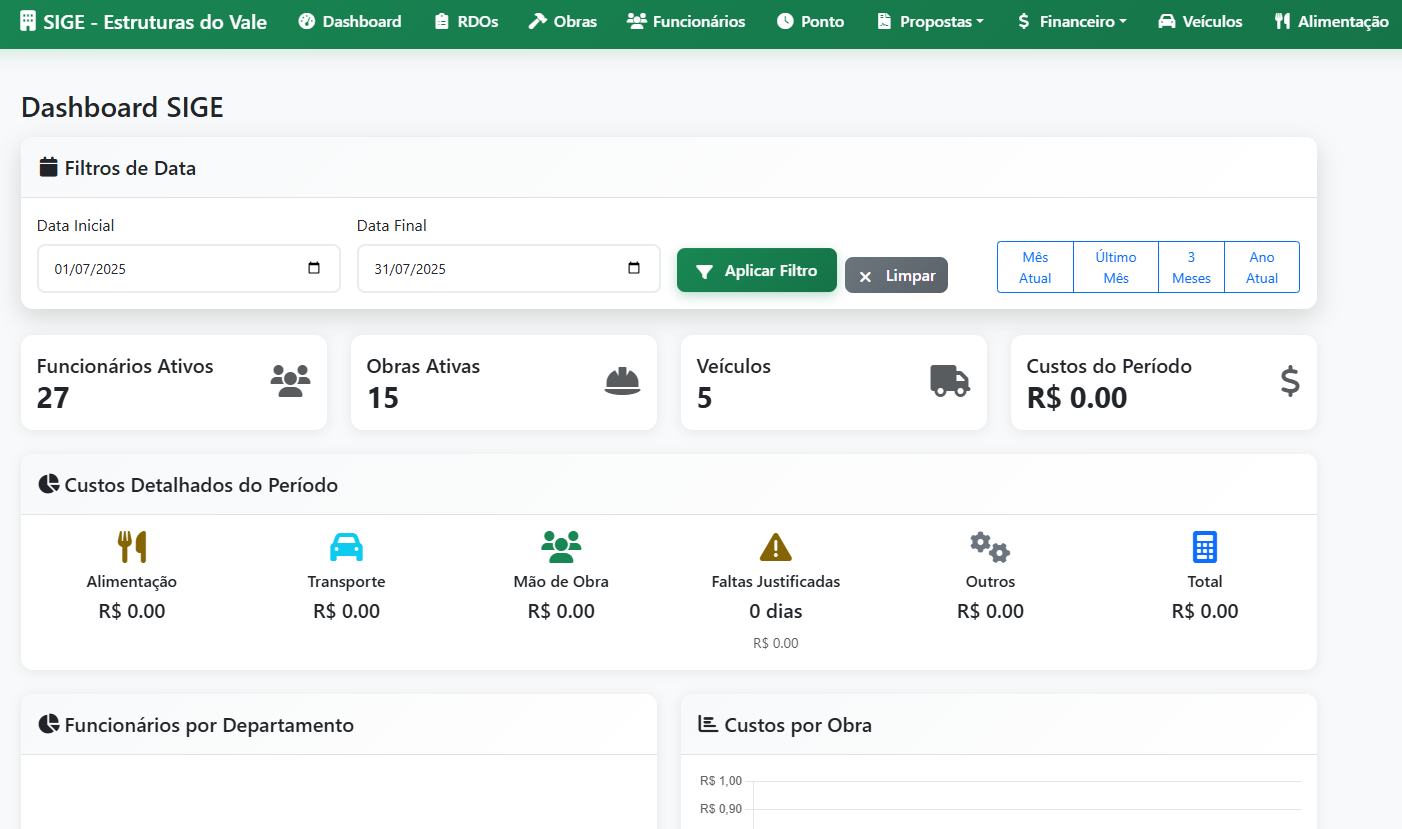 SIGE - Estruturas do Vale Dashboard RDOs Obras Funcionários Ponto Propostas Financeiro Veículos Alimentação
Dashboard SIGE
Filtros de Data
Data Inicial
Data Final
01/07/2025
31/07/2025
Aplicar Filtro
Limpar
Mês Atual
Último Mês
3 Meses
Ano Atual
Funcionários Ativos
27
Obras Ativas
15
Veículos
5
Custos do Período
R$ 0.00
Custos Detalhados do Período
Alimentação
R$ 0.00
Transporte
R$ 0.00
Mão de Obra
R$ 0.00
Faltas Justificadas
0 dias
R$ 0.00
Outros
R$ 0.00
Total
R$ 0.00
Funcionários por Departamento
Custos por Obra
R$ 1,00
R$ 0,90